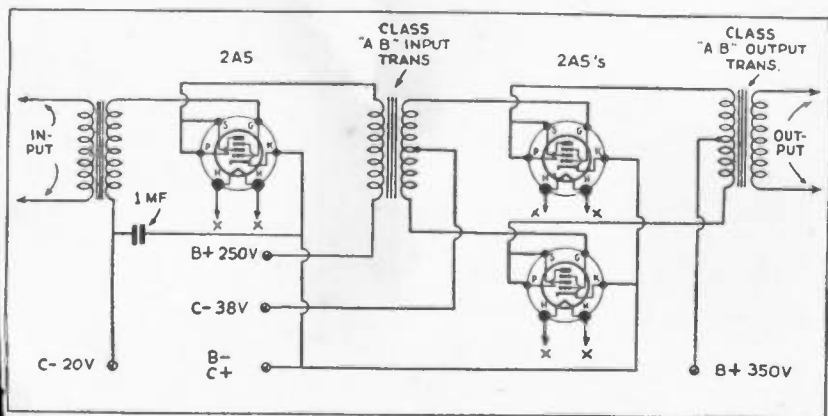 2A5
CLASS
"A B" INPUT
TRANS
2A5's
CLASS
"A B" OUTPUT
TRANS.
IN-
PUT
S G
P K
H H
X X
S G
P K
H H
X X
S G
P K
H H
X X
OUT-
PUT
1 MF
B+ 250V
C- 38V
C- 20V
B-
C+
B+ 350V